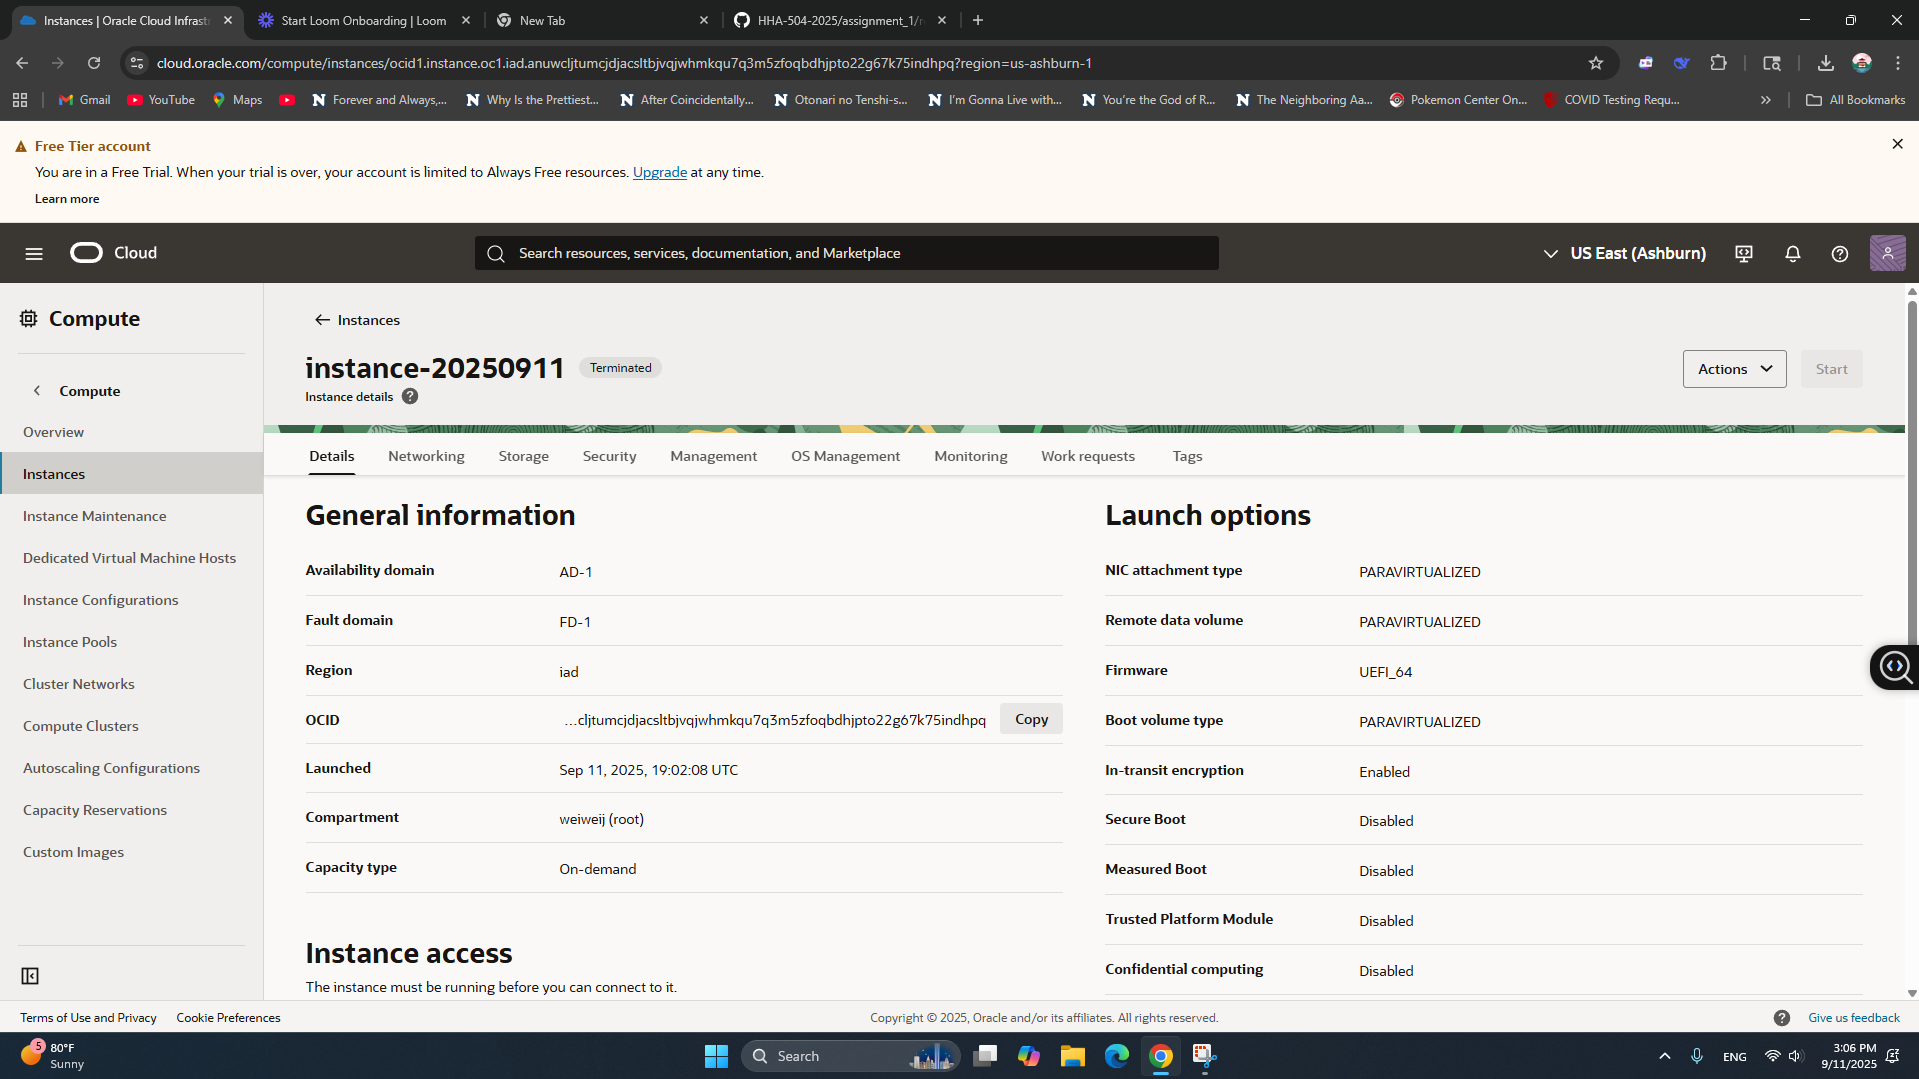 Instances | Oracle Cloud Infrast
Start Loom Onboarding | Loom
New Tab
HHA-504-2025/assignment_1/r
cloud.oracle.com/compute/instances/ocid1.instance.oc1.iad.anuwcljtumcjdjacsltbjvqjwhmkqu7q3m5zfoqbdhjpto22g67k75indhpq?region=us-ashburn-1
Gmail
YouTube
Maps
Forever and Always,...
Why Is the Prettiest...
After Coincidentally...
Otonari no Tenshi-s...
I'm Gonna Live with...
You're the God of R...
The Neighboring Aa...
Pokemon Center On...
COVID Testing Requ...
All Bookmarks
Free Tier account
You are in a Free Trial. When your trial is over, your account is limited to Always Free resources. Upgrade at any time.
Learn more
Cloud
Search resources, services, documentation, and Marketplace
US East (Ashburn)
Compute
Compute
Overview
Instances
Instance Maintenance
Dedicated Virtual Machine Hosts
Instance Configurations
Instance Pools
Cluster Networks
Compute Clusters
Autoscaling Configurations
Capacity Reservations
Custom Images
Instances
instance-20250911
Terminated
Instance details
Actions
Start
Details
Networking
Storage
Security
Management
OS Management
Monitoring
Work requests
Tags
General information
Availability domain AD-1
Fault domain FD-1
Region iad
OCID ...cljtumcjdjacsltbjvqjwhmkqu7q3m5zfoqbdhjpto22g67k75indhpq Copy
Launched Sep 11, 2025, 19:02:08 UTC
Compartment weiweij (root)
Capacity type On-demand
Instance access
The instance must be running before you can connect to it.
Launch options
NIC attachment type PARAVIRTUALIZED
Remote data volume PARAVIRTUALIZED
Firmware UEFI_64
Boot volume type PARAVIRTUALIZED
In-transit encryption Enabled
Secure Boot Disabled
Measured Boot Disabled
Trusted Platform Module Disabled
Confidential computing Disabled
Terms of Use and Privacy
Cookie Preferences
Copyright © 2025, Oracle and/or its affiliates. All rights reserved.
Give us feedback
5
80°F
Sunny
Search
ENG
3:06 PM
9/11/2025